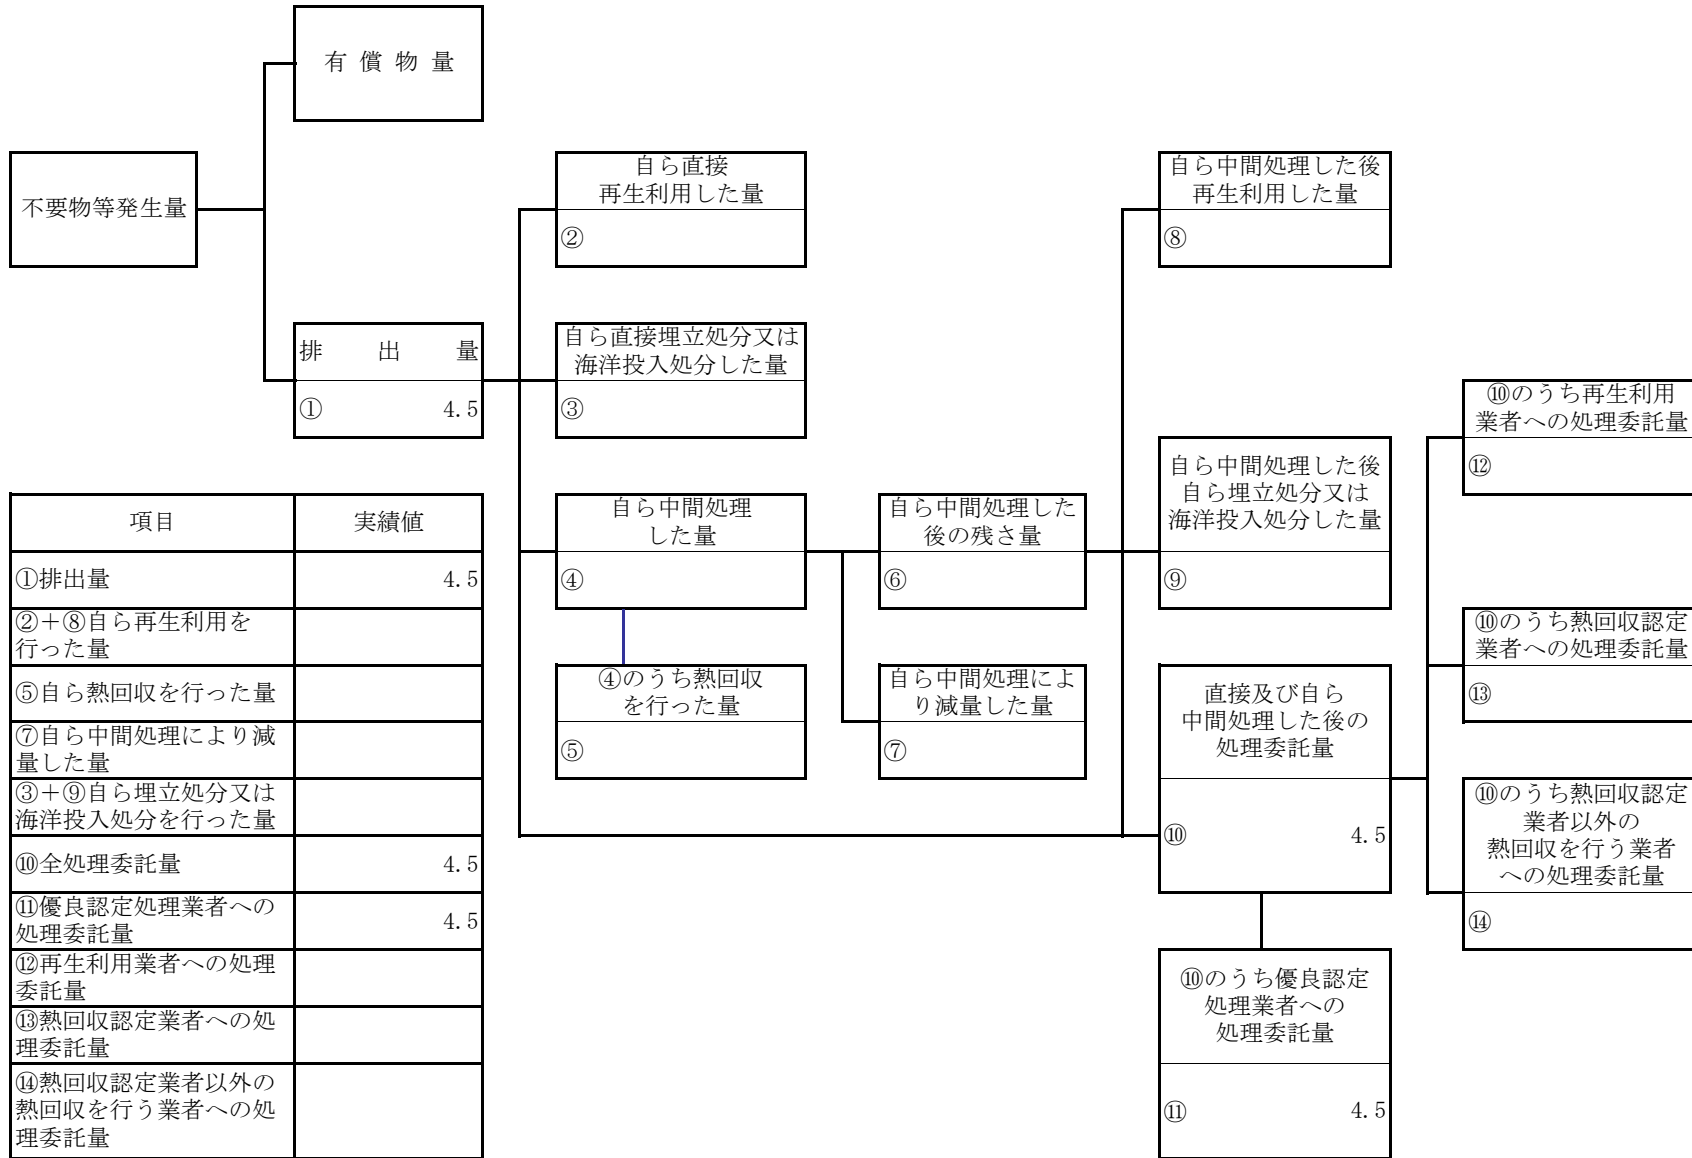 有 償 物 量
不要物等発生量
自ら直接
再生利用した量
②
自ら中間処理した後
再生利用した量
⑧
排 出 量
① 4.5
自ら直接埋立処分又は
海洋投入処分した量
③
⑩のうち再生利用
業者への処理委託量
⑫
自ら中間処理した後
自ら埋立処分又は
海洋投入処分した量
⑨
自ら中間処理
した量
④
自ら中間処理した
後の残さ量
⑥
⑩のうち熱回収認定
業者への処理委託量
⑬
④のうち熱回収
を行った量
⑤
自ら中間処理によ
り減量した量
⑦
直接及び自ら
中間処理した後の
処理委託量
⑩ 4.5
⑩のうち熱回収認定
業者以外の
熱回収を行う業者
への処理委託量
⑭
⑩のうち優良認定
処理業者への
処理委託量
⑪ 4.5
項目 実績値
①排出量 4.5
②+⑧自ら再生利用を
行った量
⑤自ら熱回収を行った量
⑦自ら中間処理により減
量した量
③+⑨自ら埋立処分又は
海洋投入処分を行った量
⑩全処理委託量 4.5
⑪優良認定処理業者への
処理委託量 4.5
⑫再生利用業者への処理
委託量
⑬熱回収認定業者への処
理委託量
⑭熱回収認定業者以外の
熱回収を行う業者への処
理委託量